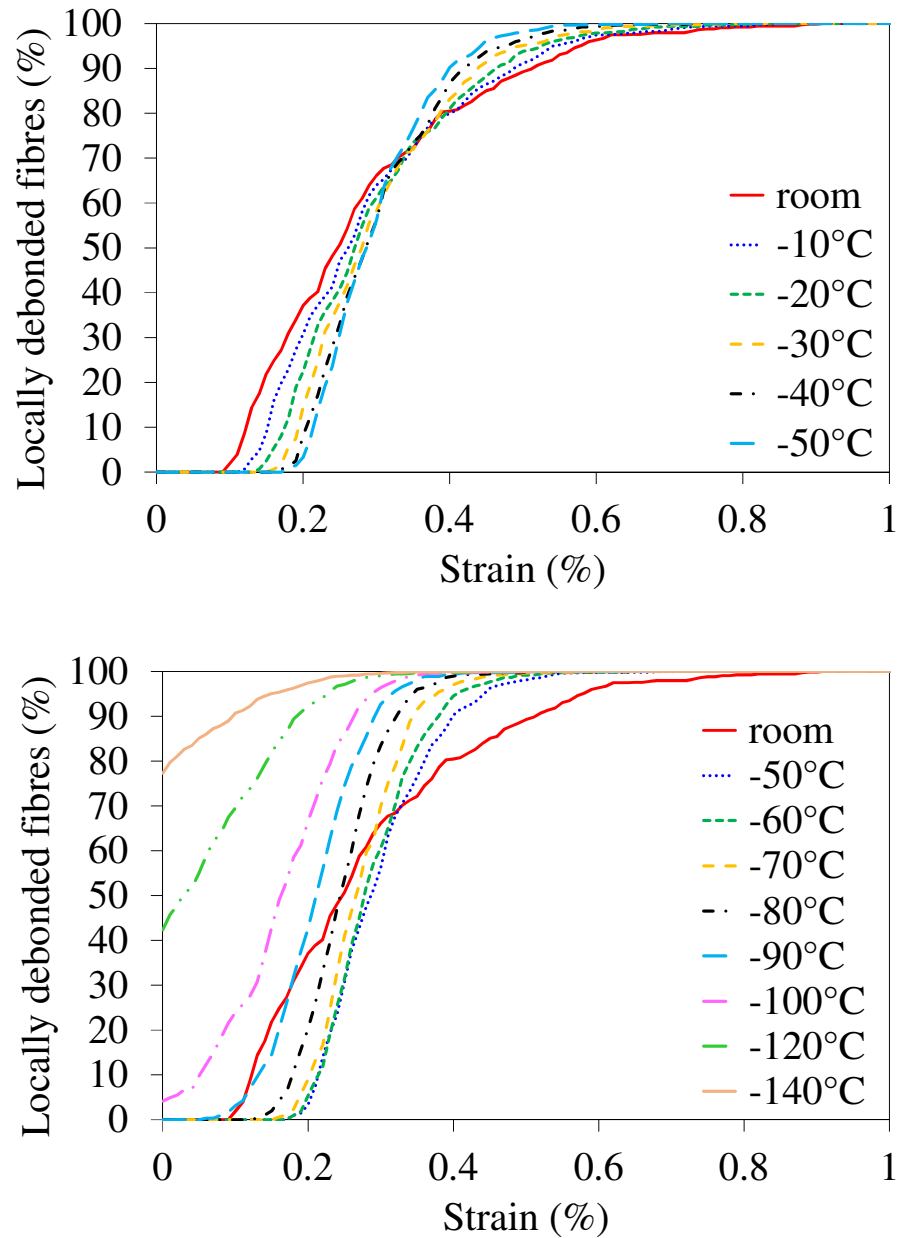 Locally debonded fibres (%)
100
90
80
70
60
50
40
30
20
10
0
0 0.2 0.4 0.6 0.8 1
Strain (%)
room
-10°C
-20°C
-30°C
-40°C
-50°C
Locally debonded fibres (%)
100
90
80
70
60
50
40
30
20
10
0
0 0.2 0.4 0.6 0.8 1
Strain (%)
room
-50°C
-60°C
-70°C
-80°C
-90°C
-100°C
-120°C
-140°C